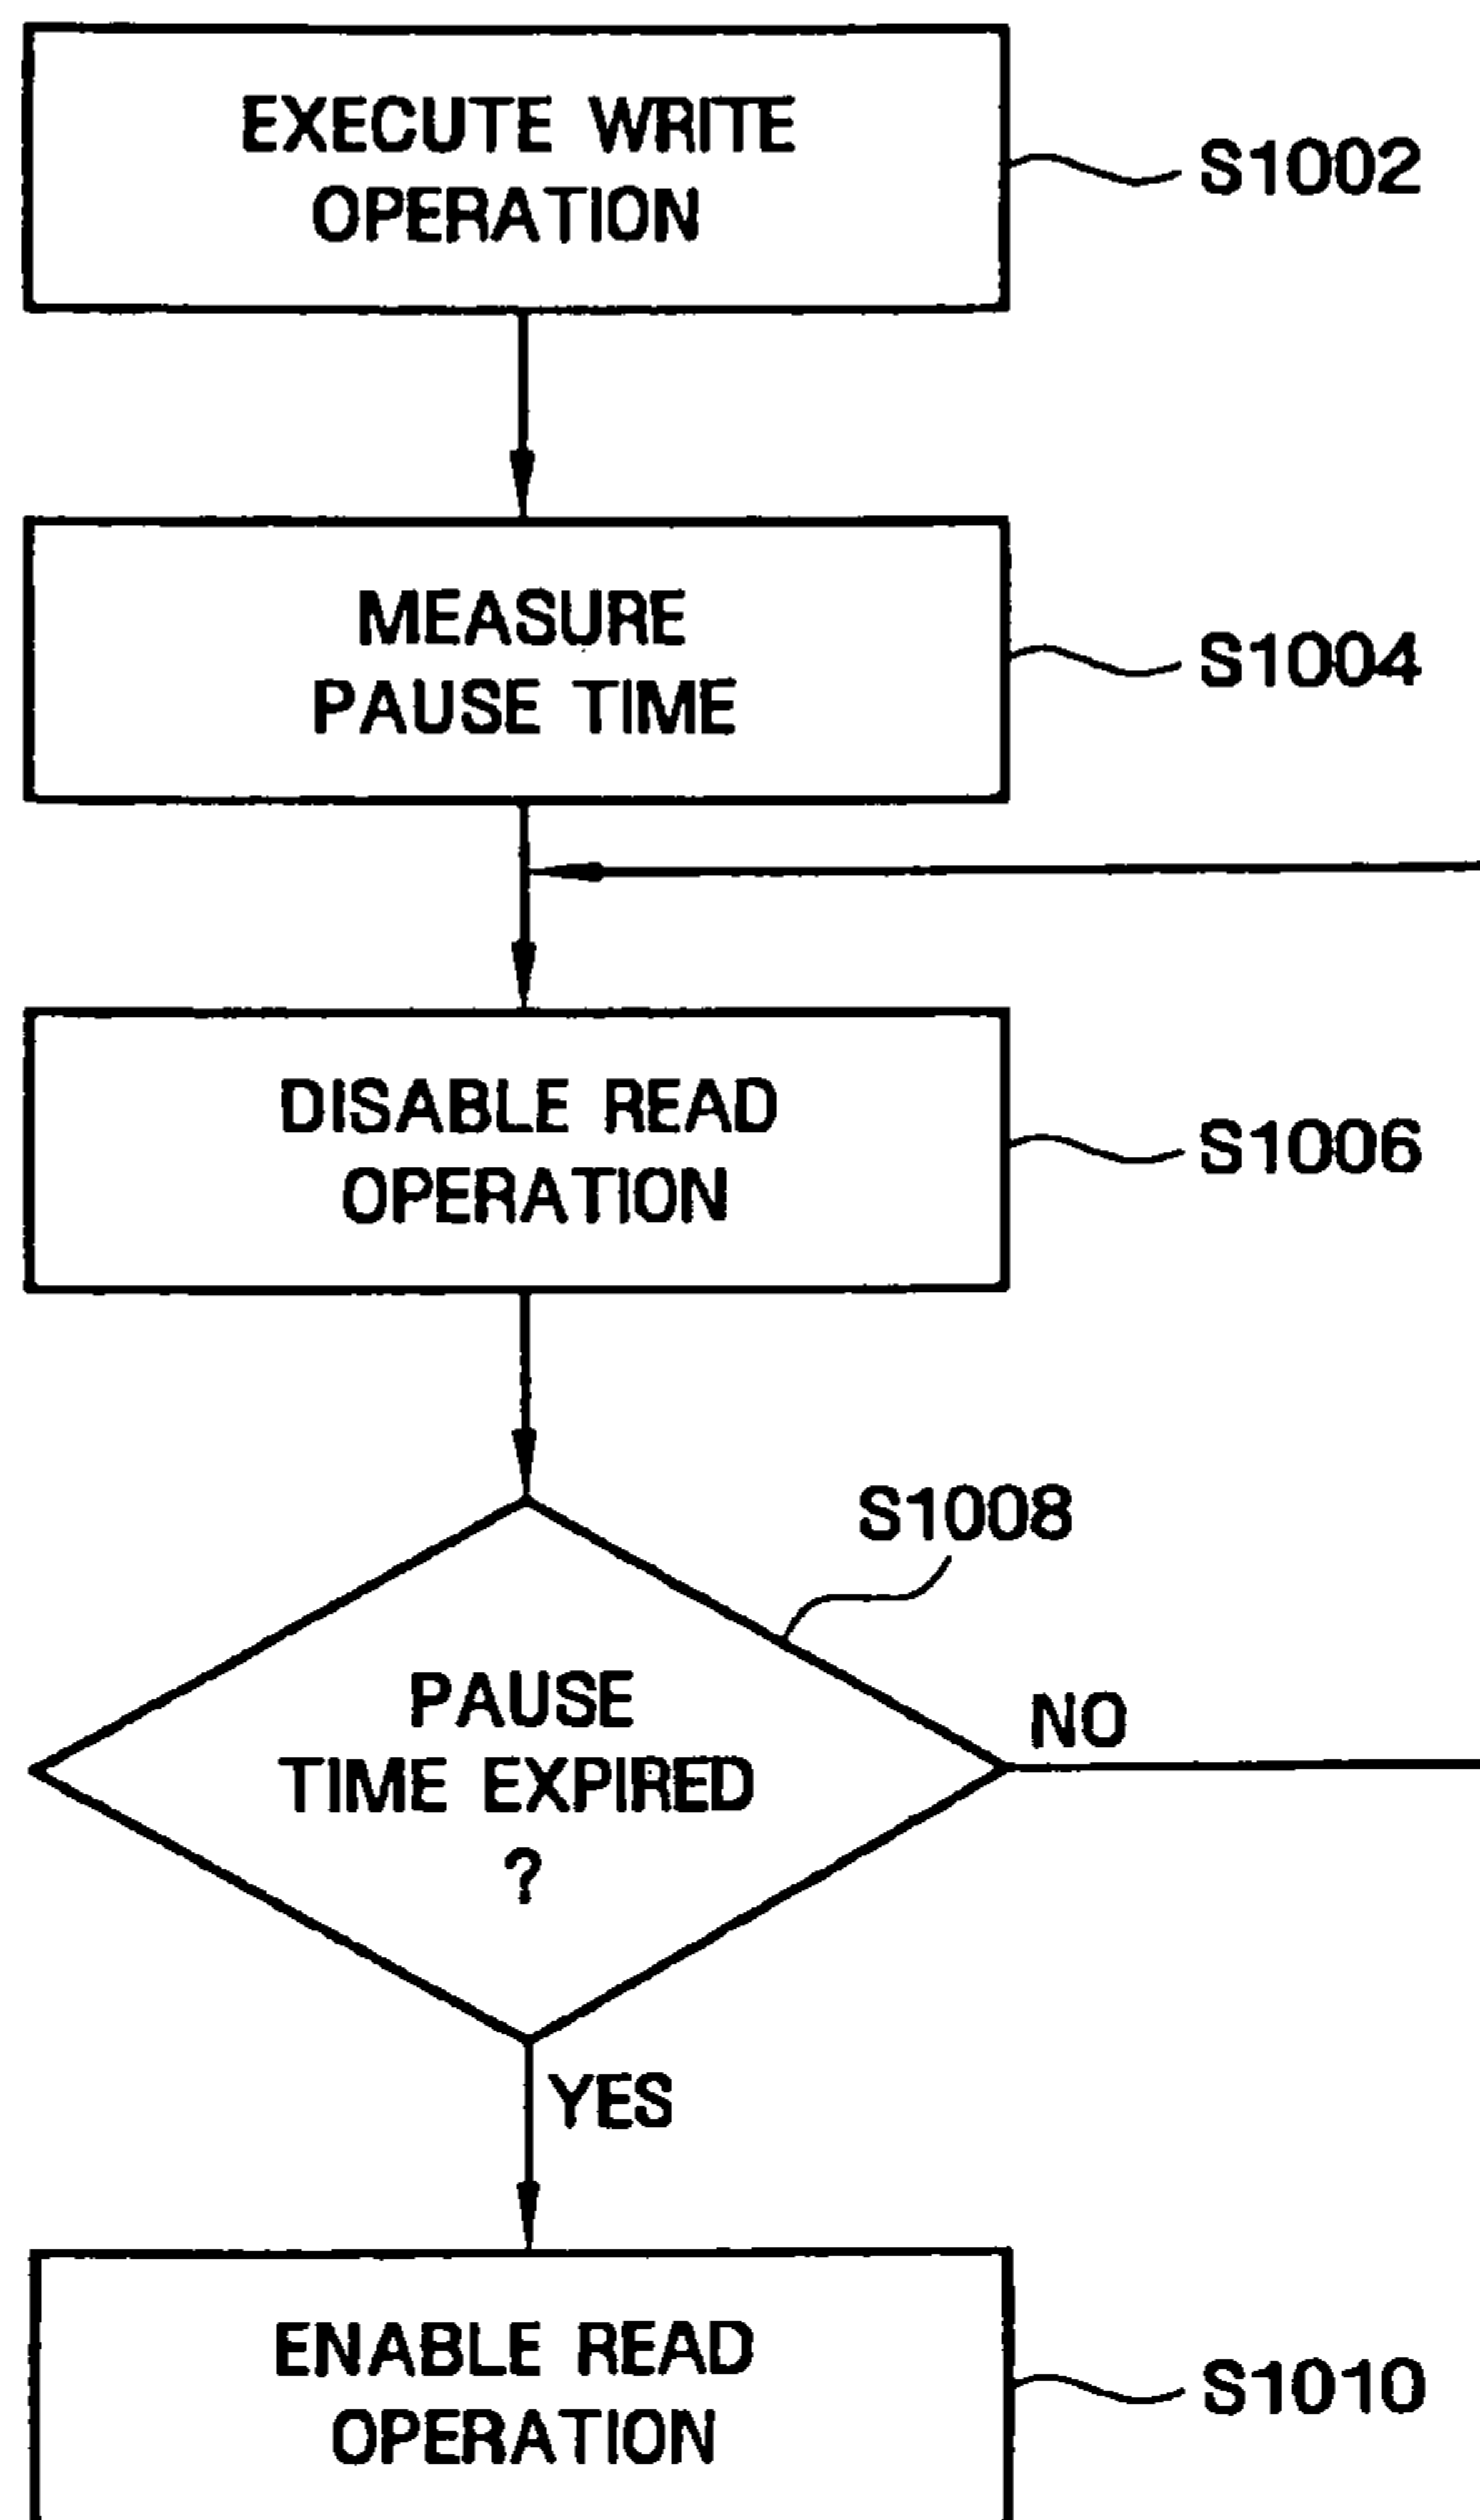 EXECUTE WRITE
OPERATION
S1002
MEASURE
PAUSE TIME
S1004
DISABLE READ
OPERATION
S1006
S1008
PAUSE
TIME EXPIRED
?
NO
YES
ENABLE READ
OPERATION
S1010